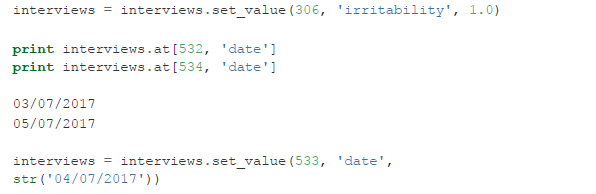 interviews = interviews.set_value(306, 'irritability', 1.0)
print interviews.at[532, 'date']
print interviews.at[534, 'date']
03/07/2017
05/07/2017
interviews = interviews.set_value(533, 'date',
str('04/07/2017'))